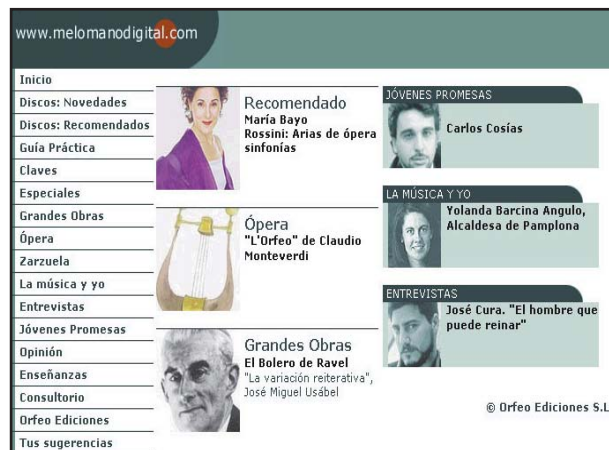 www.melomanodigital.com
Inicio
Discos: Novedades
Discos: Recomendados
Guía Práctica
Claves
Especiales
Grandes Obras
Ópera
Zarzuela
La música y yo
Entrevistas
Jóvenes Promesas
Opinión
Enseñanzas
Consultorio
Orfeo Ediciones
Tus sugerencias
Recomendado
María Bayo
Rossini: Arias de ópera
sinfonías
Ópera
"L'Orfeo" de Claudio
Monteverdi
Grandes Obras
El Bolero de Ravel
"La variación reiterativa",
José Miguel Usábel
JÓVENES PROMESAS
Carlos Cosías
LA MÚSICA Y YO
Yolanda Barcina Angulo,
Alcaldesa de Pamplona
ENTREVISTAS
José Cura. "El hombre que
puede reinar"
© Orfeo Ediciones S.L